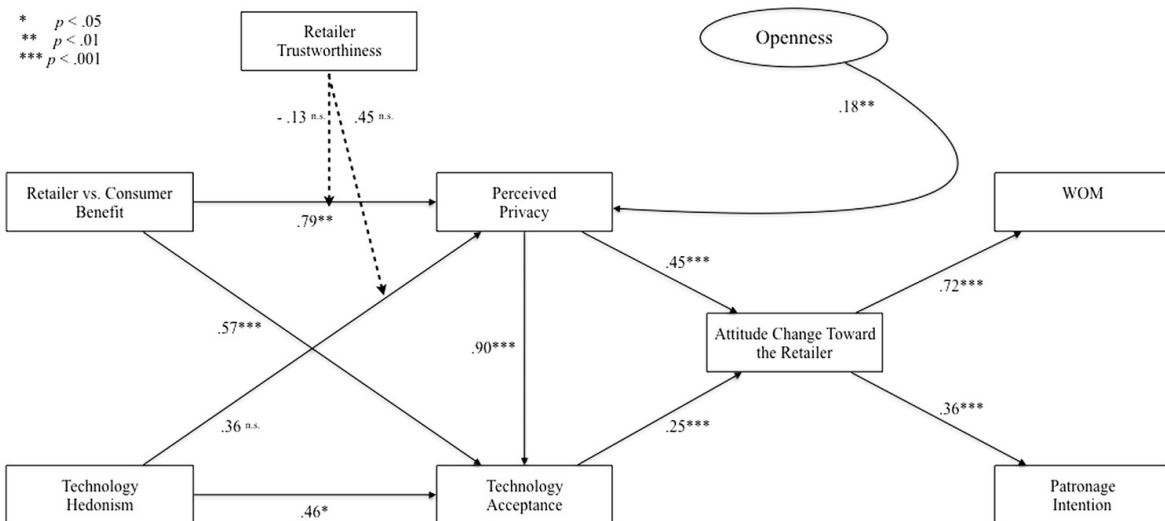 * p < .05
** p < .01
*** p < .001
Retailer
Trustworthiness
Openness
- .13 n.s.
.45 n.s.
.18**
Retailer vs. Consumer
Benefit
Perceived
Privacy
WOM
.79**
.45***
.72***
.57***
Attitude Change Toward
the Retailer
.90***
.36 n.s.
.25***
.36***
Technology
Hedonism
Technology
Acceptance
Patronage
Intention
.46*